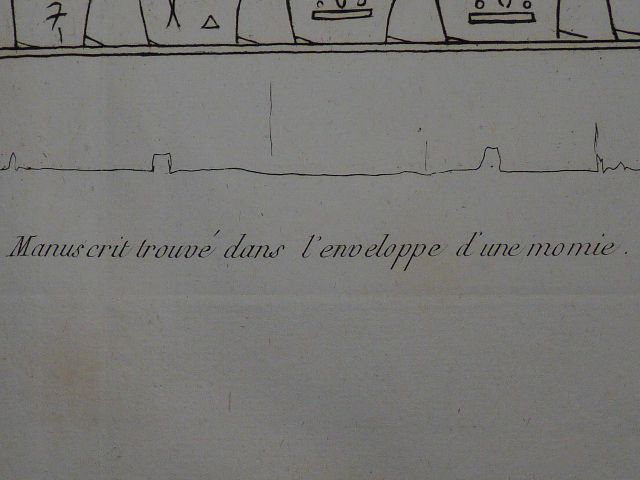 Manuscrit trouvé dans l'enveloppe d'une momie.